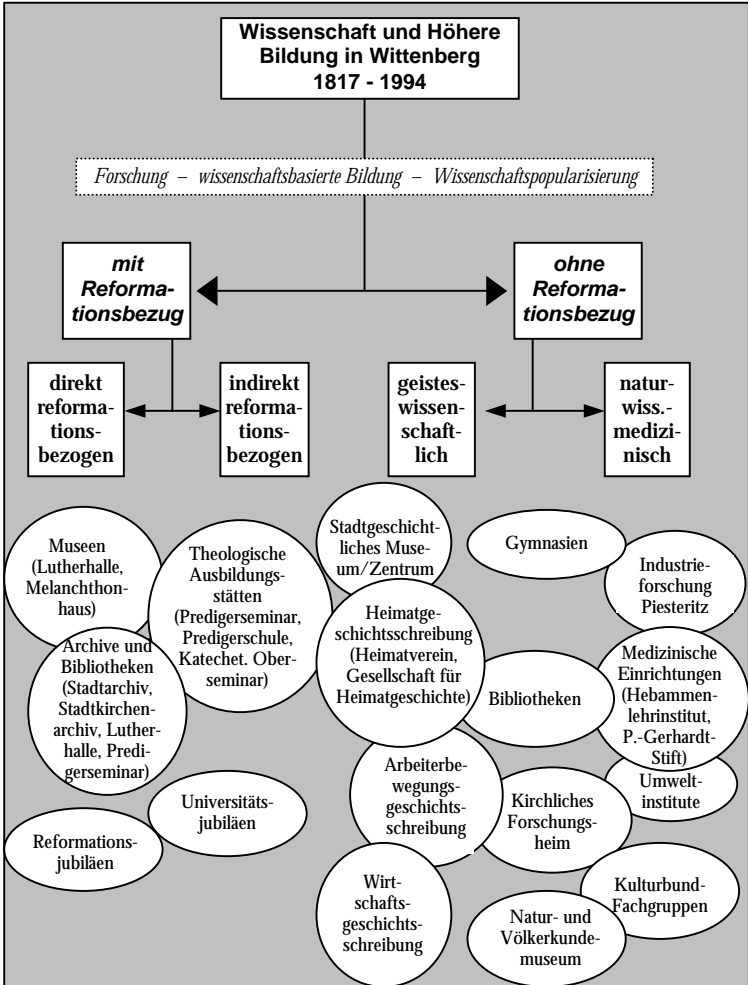 Wissenschaft und Höhere
Bildung in Wittenberg
1817 - 1994
Forschung – wissenschaftsbasierte Bildung – Wissenschaftspopularisierung
mit
Reforma-
tionsbezug
ohne
Reforma-
tionsbezug
direkt
reforma-
tions-
bezogen
indirekt
reforma-
tions-
bezogen
geistes-
wissen-
schaft-
lich
natur-
wiss.-
medizi-
nisch
Museen
(Lutherhalle,
Melanchthon-
haus)
Archive und
Bibliotheken
(Stadtarchiv,
Stadtkirchen-
archiv, Luther-
halle, Predi-
gerseminar)
Reformations-
jubiläen
Theologische
Ausbildungs-
stätten
(Predigerseminar,
Predigerschule,
Katechet. Ober-
seminar)
Universitäts-
jubiläen
Stadtgeschicht-
liches Muse-
um/Zentrum
Heimatge-
schichtsschreibung
(Heimatverein,
Gesellschaft für
Heimatgeschichte)
Arbeiterbe-
wegungs-
geschichts-
schreibung
Wirt-
schafts-
geschichts-
schreibung
Gymnasien
Bibliotheken
Kirchliches
Forschungs-
heim
Natur- und
Völkerkunde-
museum
Industrie-
forschung
Piesteritz
Medizinische
Einrichtungen
(Hebammen-
lehrinstitut,
P.-Gerhardt-
Stift)
Umwelt-
institute
Kulturbund-
Fachgruppen